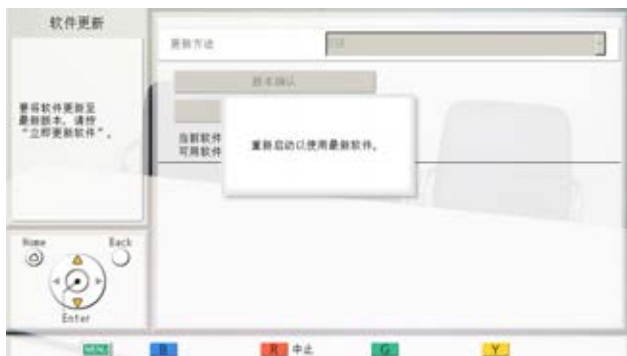 软件更新
更新方法
版本确认
要将软件更新至
最新版本，请按
“立即更新软件”。
当前软件
可用软件
重新启动以使用最新软件。
Home
Back
Enter
MENU
B
R 中止
G
Y